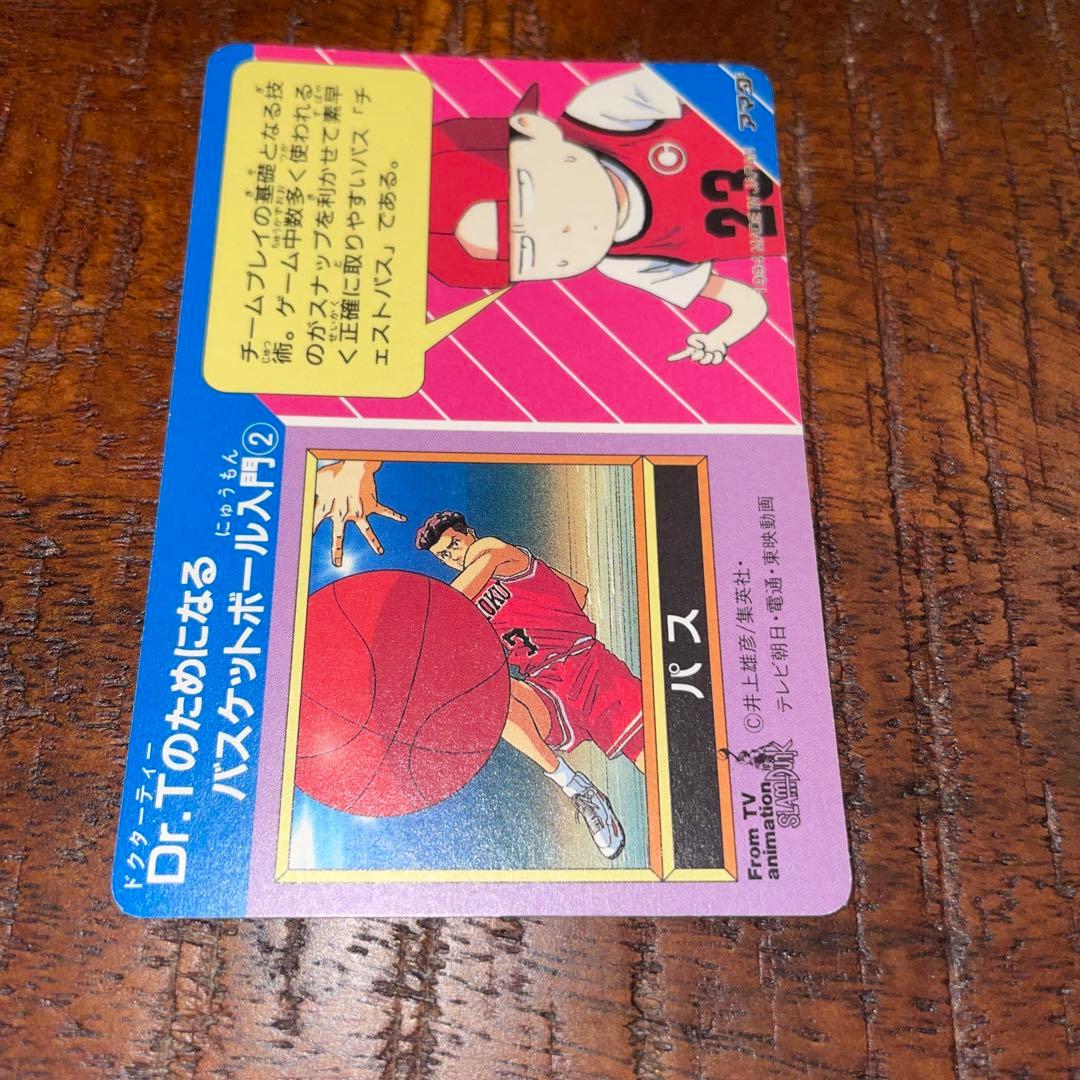 ドクターティー
Dr.Tのためになる
にゅうもん
バスケットボール入門②
チームプレイの基礎となる技
術。ゲーム中数多く使われる
のがスナップを利かせて素早
く正確に取りやすいパス「チ
ェストパス」である。
C
23
1994 MADE IN JAPAN
アマダ
OKU
パス
©井上雄彦/集英社・
テレビ朝日・電通・東映動画
From TV
animation
SLAM DUNK